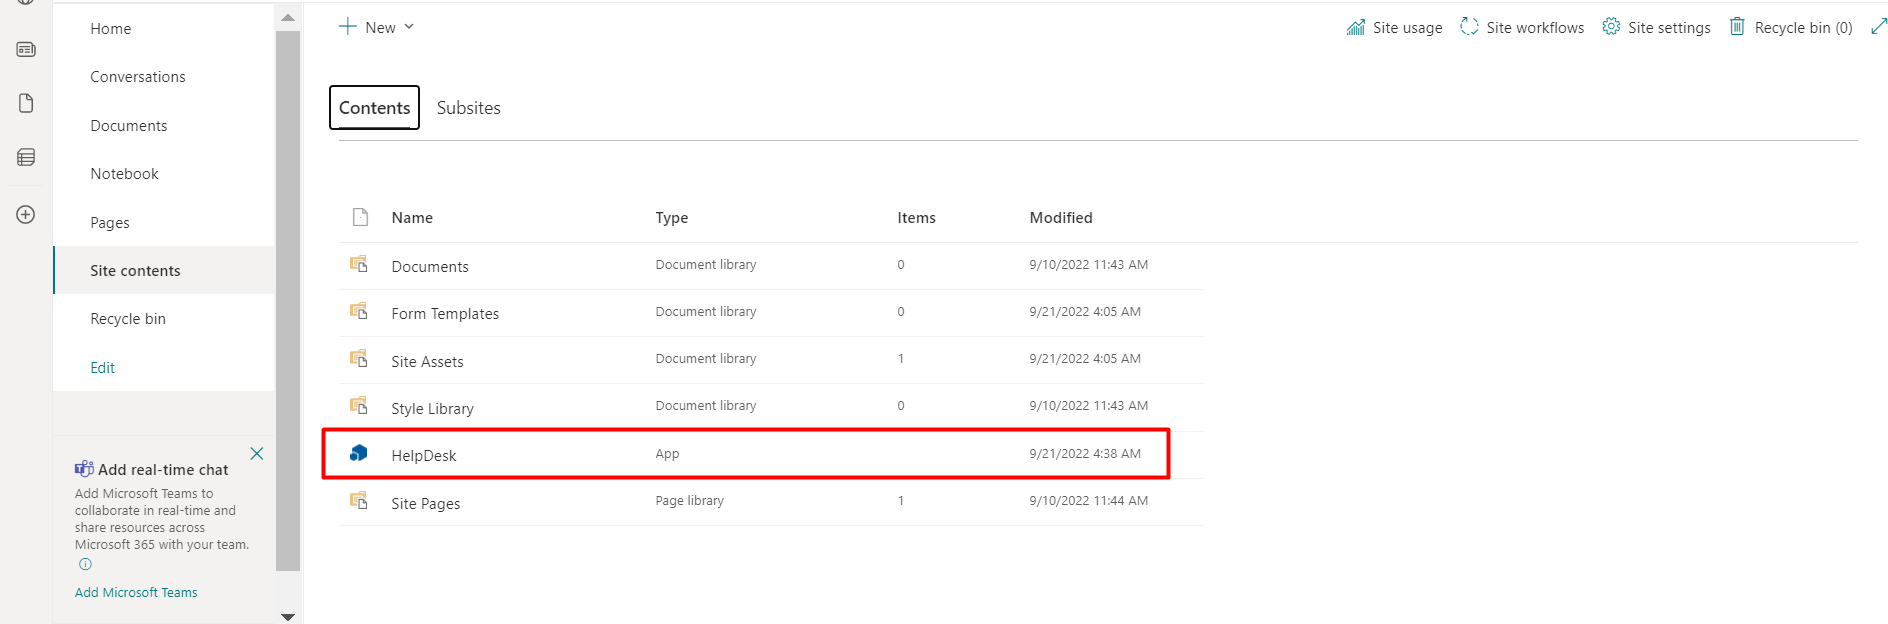 Home
Conversations
Documents
Notebook
Pages
Site contents
Recycle bin
Edit
Add real-time chat
Add Microsoft Teams to
collaborate in real-time and
share resources across
Microsoft 365 with your team.
Add Microsoft Teams
New
Site usage
Site workflows
Site settings
Recycle bin (0)
Contents Subsites
Name Type Items Modified
Documents Document library 0 9/10/2022 11:43 AM
Form Templates Document library 0 9/21/2022 4:05 AM
Site Assets Document library 1 9/21/2022 4:05 AM
Style Library Document library 0 9/10/2022 11:43 AM
HelpDesk App 9/21/2022 4:38 AM
Site Pages Page library 1 9/10/2022 11:44 AM